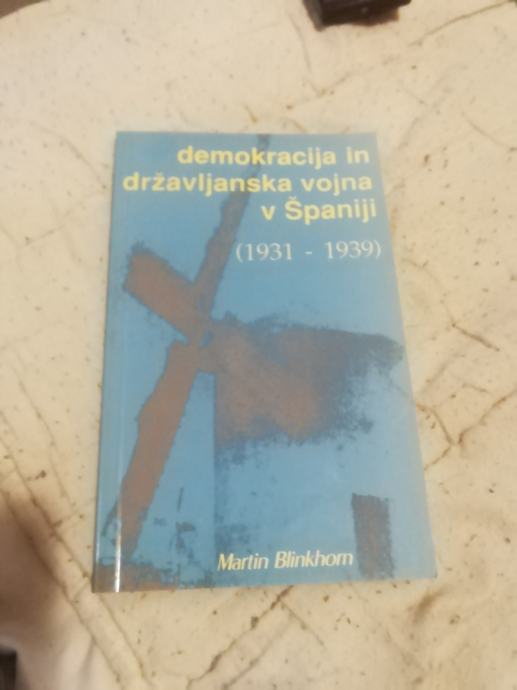 demokracija in
državljanska vojna
v Španiji
(1931 - 1939)
Martin Blinkhorn